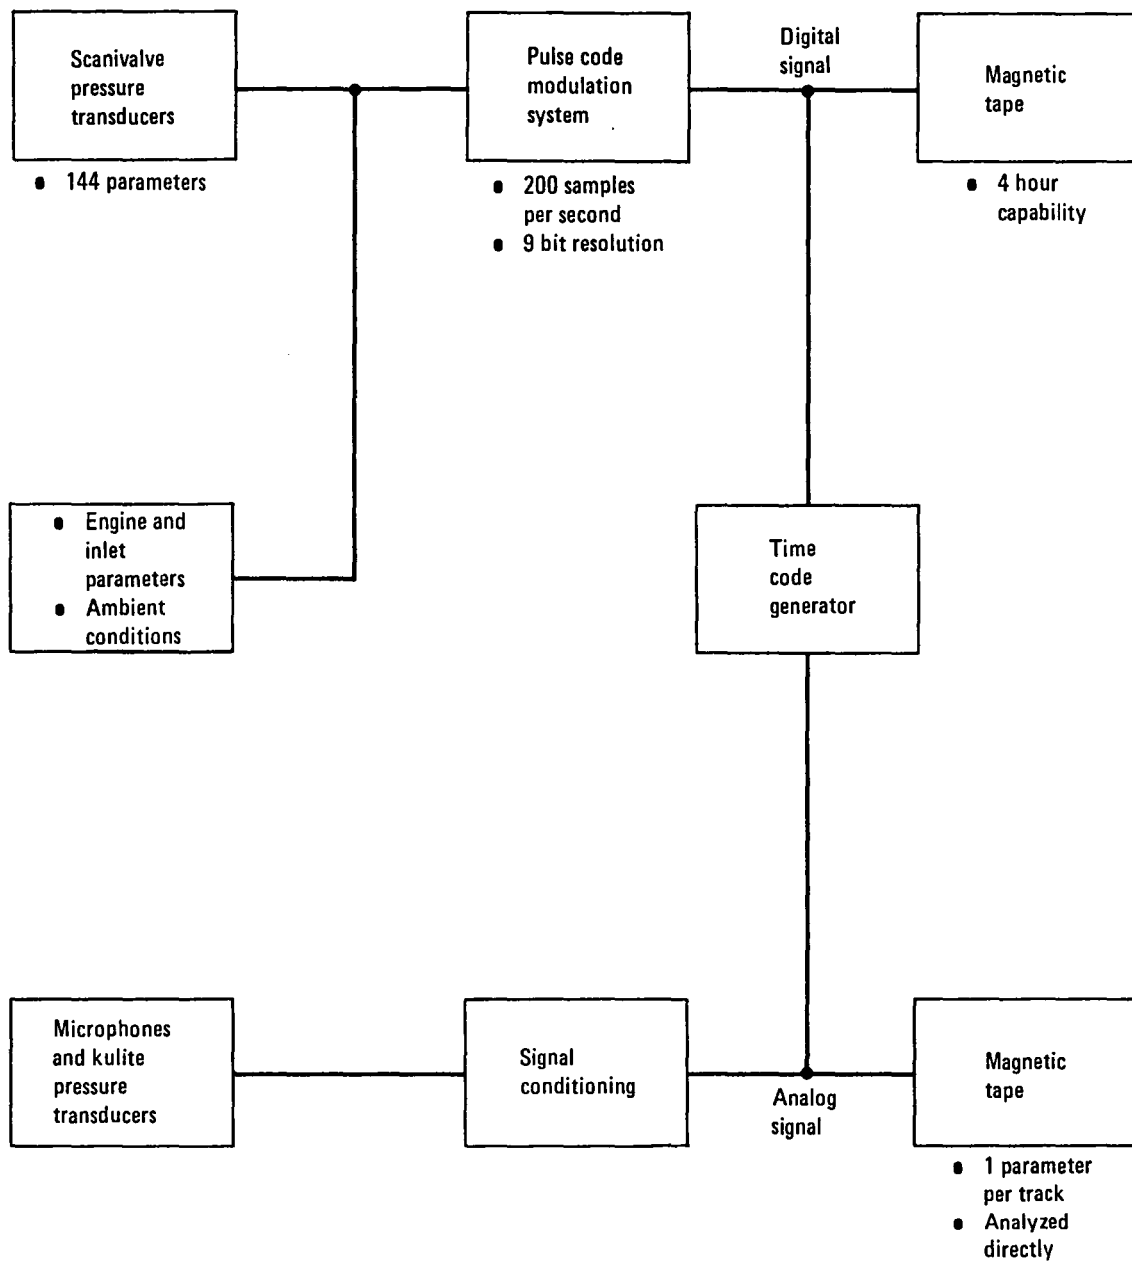 Scanivalve
pressure
transducers
• 144 parameters
Pulse code
modulation
system
• 200 samples
per second
• 9 bit resolution
Digital
signal
Magnetic
tape
• 4 hour
capability
• Engine and
inlet
parameters
• Ambient
conditions
Time
code
generator
Microphones
and kulite
pressure
transducers
Signal
conditioning
Analog
signal
Magnetic
tape
• 1 parameter
per track
• Analyzed
directly